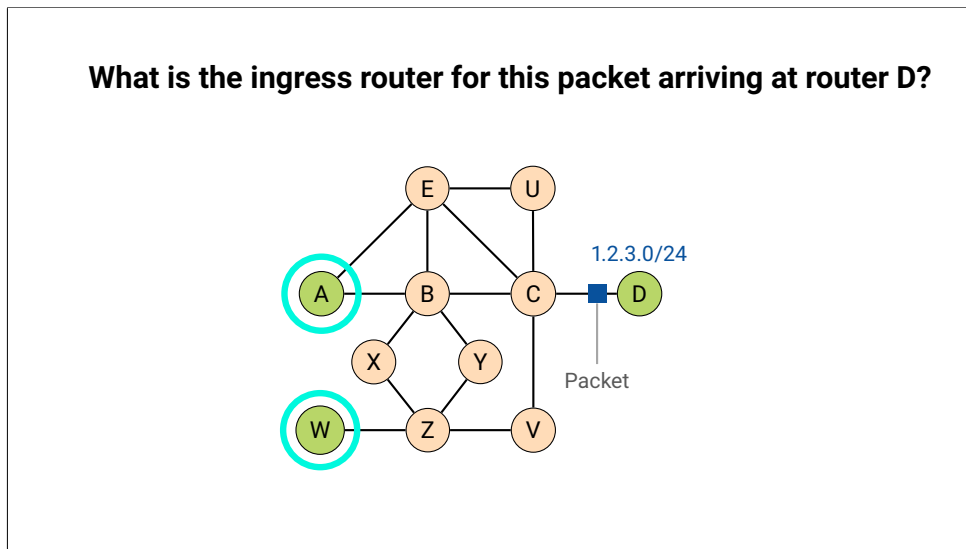 What is the ingress router for this packet arriving at router D?
E
U
1.2.3.0/24
A
B
C
D
X
Y
Packet
W
Z
V